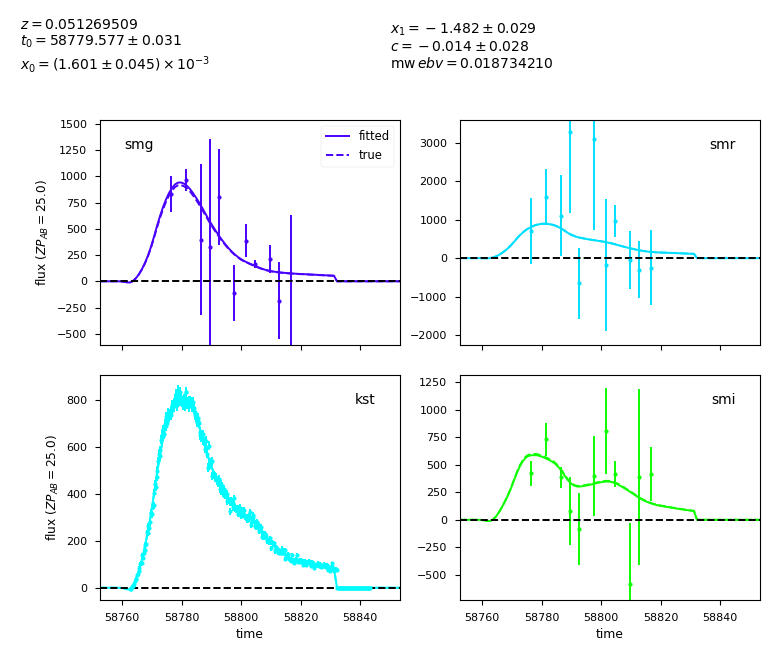 z = 0.051269509
t₀ = 58779.577 ± 0.031
x₀ = (1.601 ± 0.045) × 10⁻³
x₁ = −1.482 ± 0.029
c = −0.014 ± 0.028
mw ebv = 0.018734210
1500
1250
1000
750
500
250
0
−250
−500
flux (ZP_AB = 25.0)
smg
fitted
true
3000
2000
1000
0
−1000
−2000
smr
800
600
400
200
0
flux (ZP_AB = 25.0)
kst
58760 58780 58800 58820 58840
time
1250
1000
750
500
250
0
−250
−500
smi
58760 58780 58800 58820 58840
time